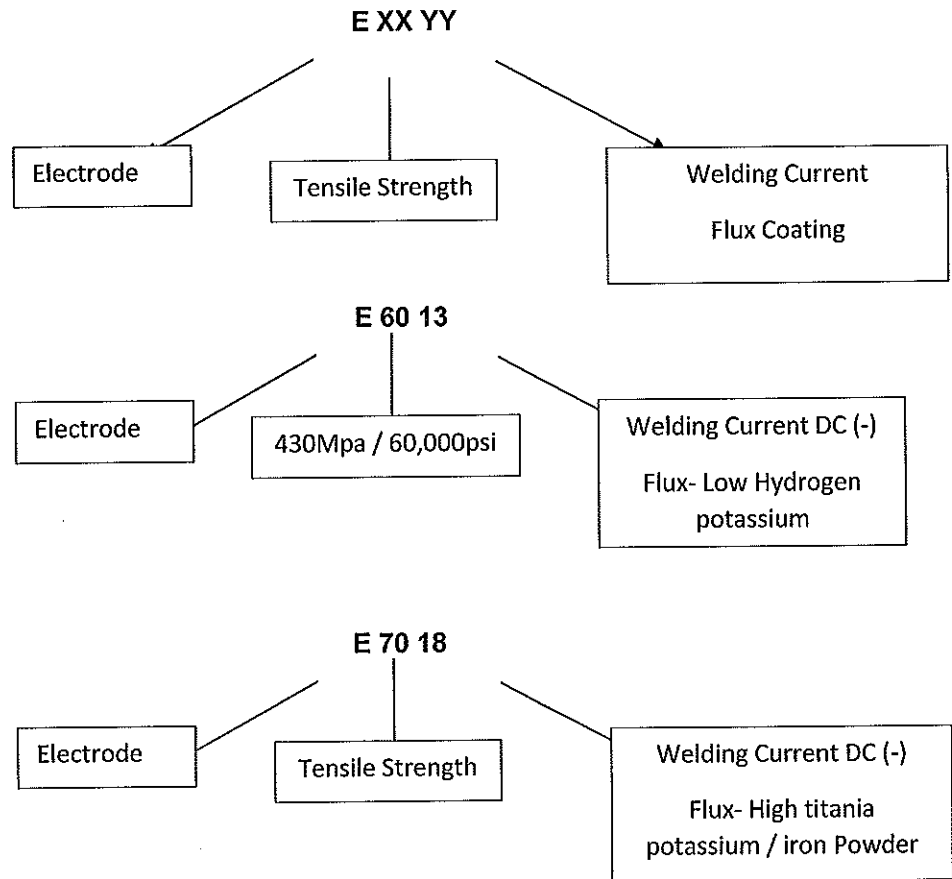 E XX YY
Electrode
Tensile Strength
Welding Current
Flux Coating
E 60 13
Electrode
430Mpa / 60,000psi
Welding Current DC (-)
Flux- Low Hydrogen
potassium
E 70 18
Electrode
Tensile Strength
Welding Current DC (-)
Flux- High titania
potassium / iron Powder